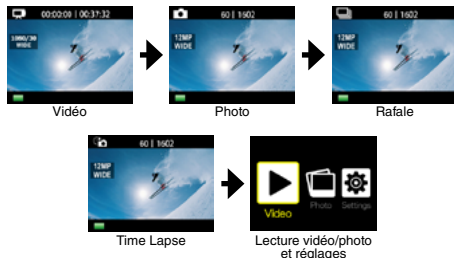 00:00:00 | 00:37:32
1080/30
WIDE
Vidéo
60 | 1602
12MP
WIDE
Photo
60 | 1602
12MP
WIDE
Rafale
60 | 1602
12MP
WIDE
Time Lapse
Video
Photo
Settings
Lecture vidéo/photo
et réglages